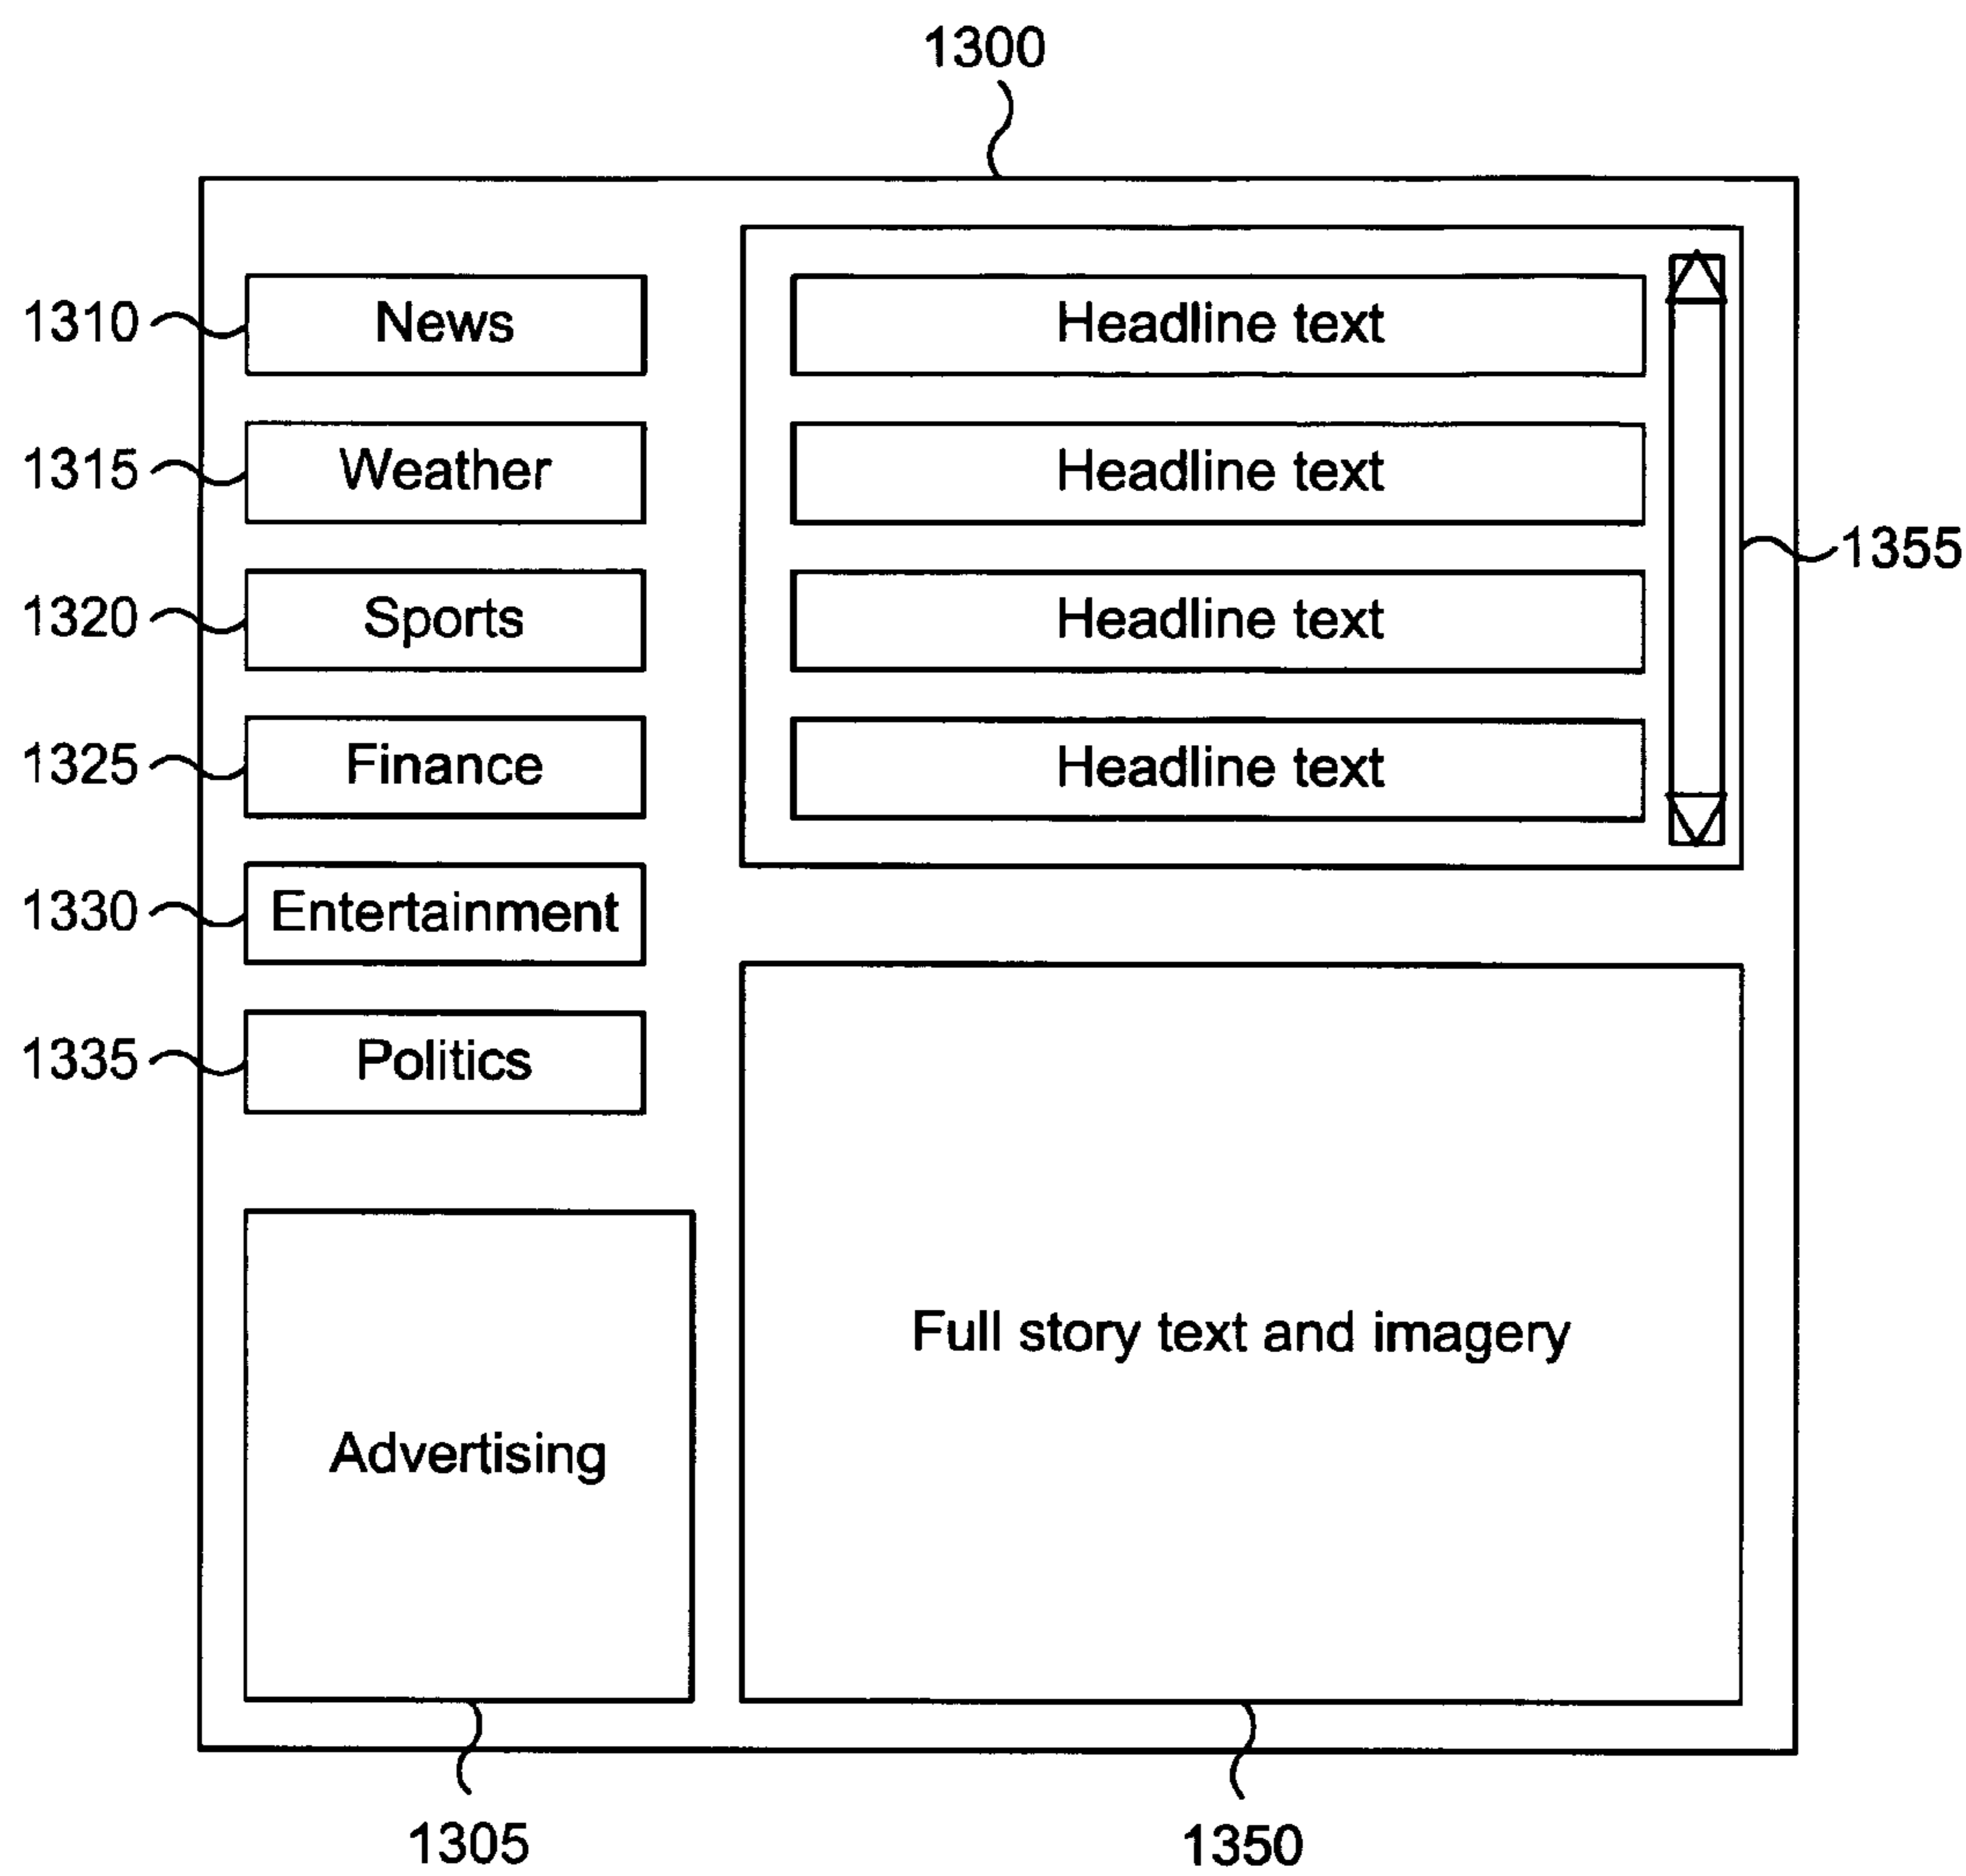 1300
1310 News Headline text
1315 Weather Headline text
1355
1320 Sports Headline text
1325 Finance Headline text
1330 Entertainment
1335 Politics
Full story text and imagery
Advertising
1305 1350